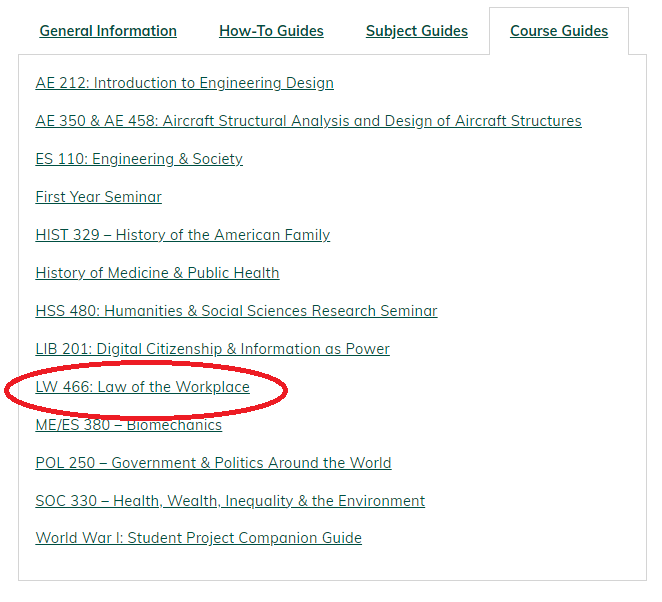 General Information How-To Guides Subject Guides Course Guides
AE 212: Introduction to Engineering Design
AE 350 & AE 458: Aircraft Structural Analysis and Design of Aircraft Structures
ES 110: Engineering & Society
First Year Seminar
HIST 329 – History of the American Family
History of Medicine & Public Health
HSS 480: Humanities & Social Sciences Research Seminar
LIB 201: Digital Citizenship & Information as Power
LW 466: Law of the Workplace
ME/ES 380 – Biomechanics
POL 250 – Government & Politics Around the World
SOC 330 – Health, Wealth, Inequality & the Environment
World War I: Student Project Companion Guide